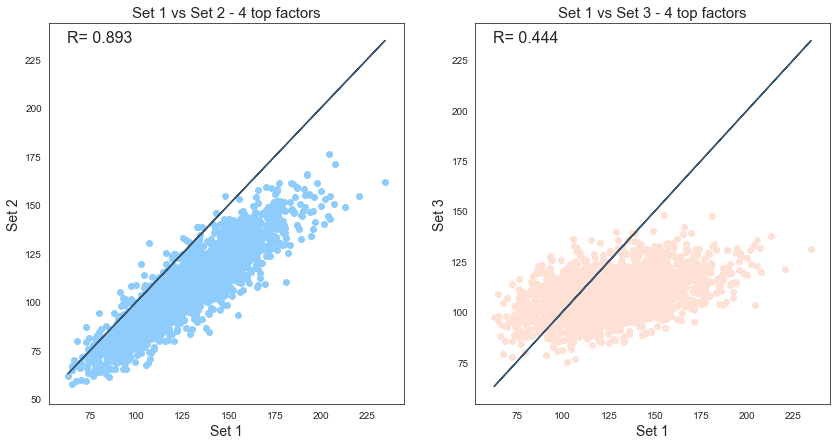 Set 1 vs Set 2 - 4 top factors
R= 0.893
225
200
175
150
125
100
75
50
Set 2
75 100 125 150 175 200 225
Set 1
Set 1 vs Set 3 - 4 top factors
R= 0.444
225
200
175
150
125
100
75
Set 3
75 100 125 150 175 200 225
Set 1